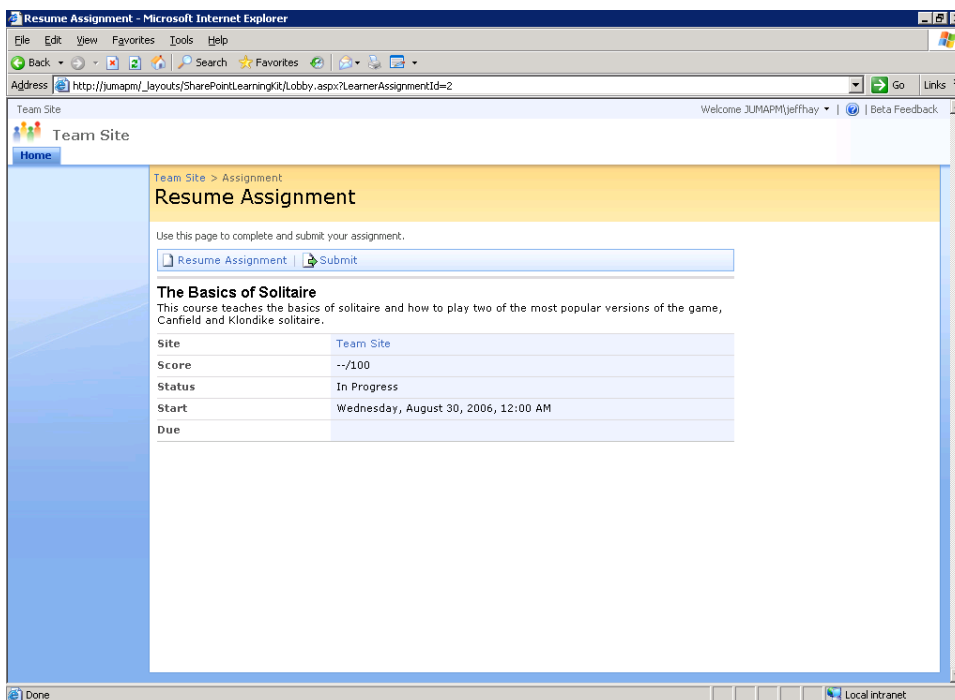 Resume Assignment - Microsoft Internet Explorer
File Edit View Favorites Tools Help
Back Search Favorites
Address http://jumapm/_layouts/SharePointLearningKit/Lobby.aspx?LearnerAssignmentId=2 Go Links
Team Site Welcome JUMAPM\jeffhay | Beta Feedback
Team Site
Home
Team Site > Assignment
Resume Assignment
Use this page to complete and submit your assignment.
Resume Assignment | Submit
The Basics of Solitaire
This course teaches the basics of solitaire and how to play two of the most popular versions of the game,
Canfield and Klondike solitaire.
Site Team Site
Score --/100
Status In Progress
Start Wednesday, August 30, 2006, 12:00 AM
Due
Done Local intranet